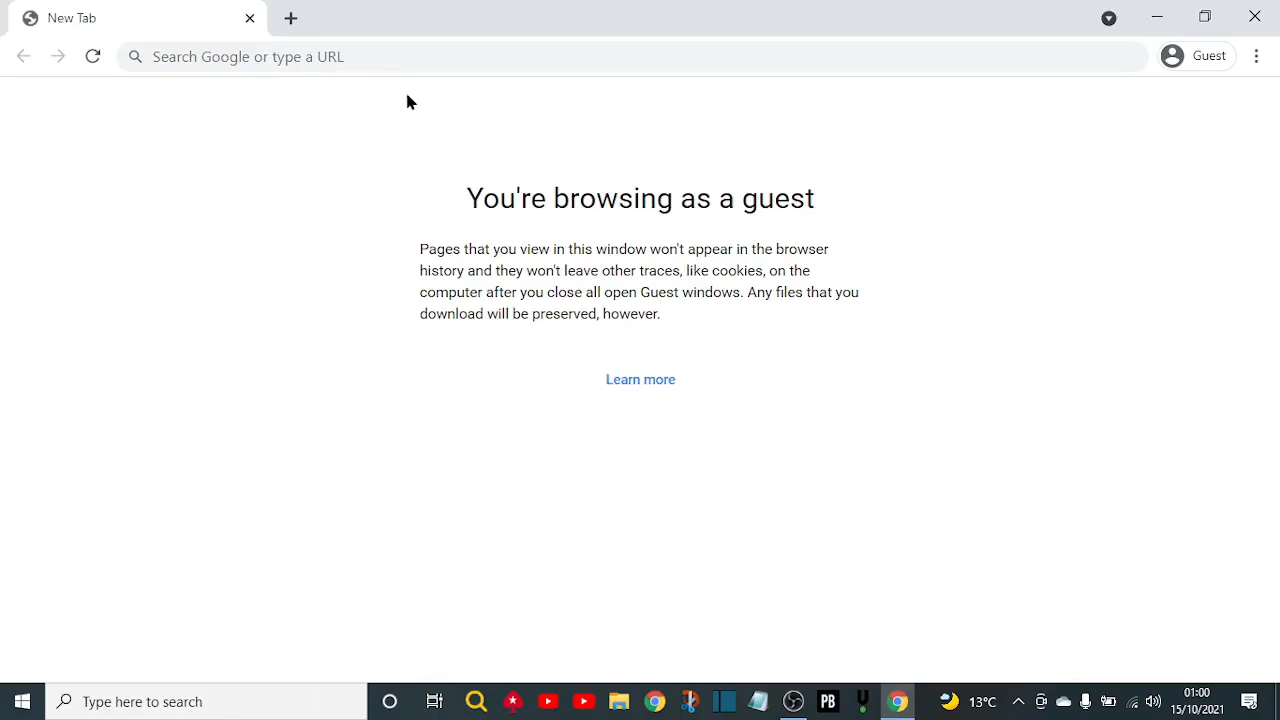 New Tab
Search Google or type a URL
Guest
You're browsing as a guest
Pages that you view in this window won't appear in the browser
history and they won't leave other traces, like cookies, on the
computer after you close all open Guest windows. Any files that you
download will be preserved, however.
Learn more
Type here to search
PB
13°C
01:00
15/10/2021